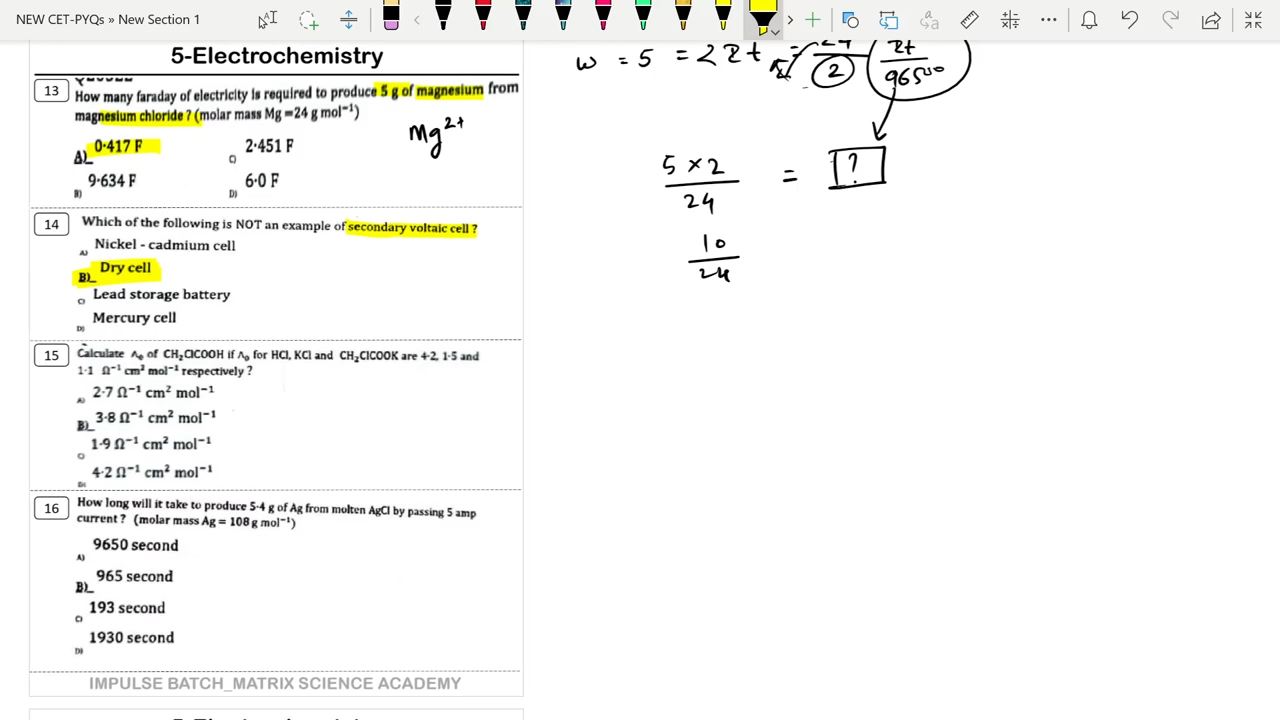 NEW CET-PYQs » New Section 1
5-Electrochemistry
13
How many faraday of electricity is required to produce 5 g of magnesium from
magnesium chloride ? (molar mass Mg =24 g mol⁻¹)
A) 0·417 F
C) 2·451 F
B) 9·634 F
D) 6·0 F
Mg²⁺
14
Which of the following is NOT an example of secondary voltaic cell ?
A) Nickel - cadmium cell
B) Dry cell
C) Lead storage battery
D) Mercury cell
15
Calculate Λ₀ of CH₂ClCOOH if Λ₀ for HCl, KCl and CH₂ClCOOK are 4·2, 1·5 and
1·1 Ω⁻¹ cm² mol⁻¹ respectively ?
A) 2·7 Ω⁻¹ cm² mol⁻¹
B) 3·8 Ω⁻¹ cm² mol⁻¹
C) 1·9 Ω⁻¹ cm² mol⁻¹
D) 4·2 Ω⁻¹ cm² mol⁻¹
16
How long will it take to produce 5·4 g of Ag from molten AgCl by passing 5 amp
current ? (molar mass Ag = 108 g mol⁻¹)
A) 9650 second
B) 965 second
C) 193 second
D) 1930 second
IMPULSE BATCH_MATRIX SCIENCE ACADEMY
w = 5 =
2
96500
5 × 2
24
= ?
10
24